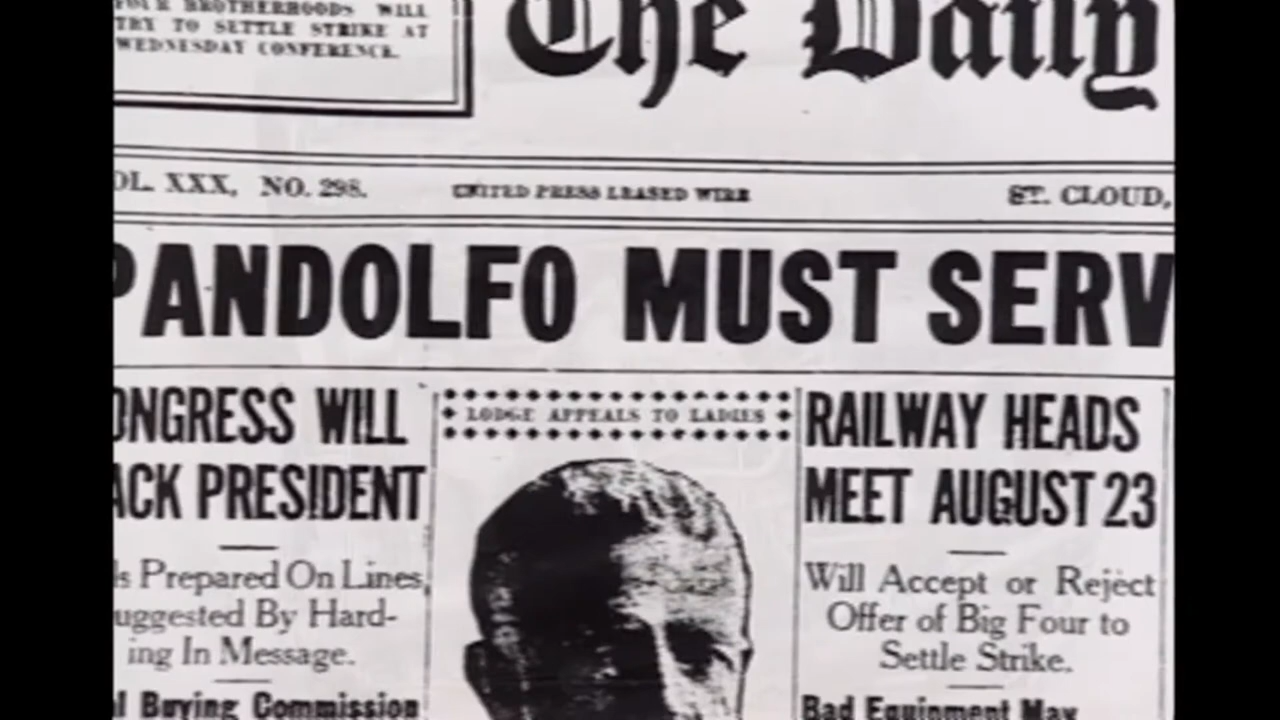 FOUR BROTHERHOODS WILL
TRY TO SETTLE STRIKE AT
WEDNESDAY CONFERENCE.
The Daily
OL. XXX, NO. 298.
UNITED PRESS LEASED WIRE
ST. CLOUD,
PANDOLFO MUST SERV
ONGRESS WILL
ACK PRESIDENT
ls Prepared On Lines,
uggested By Hard-
ing In Message.
l Buying Commission
LODGE APPEALS TO LADIES
RAILWAY HEADS
MEET AUGUST 23
Will Accept or Reject
Offer of Big Four to
Settle Strike.
Bad Equipment May